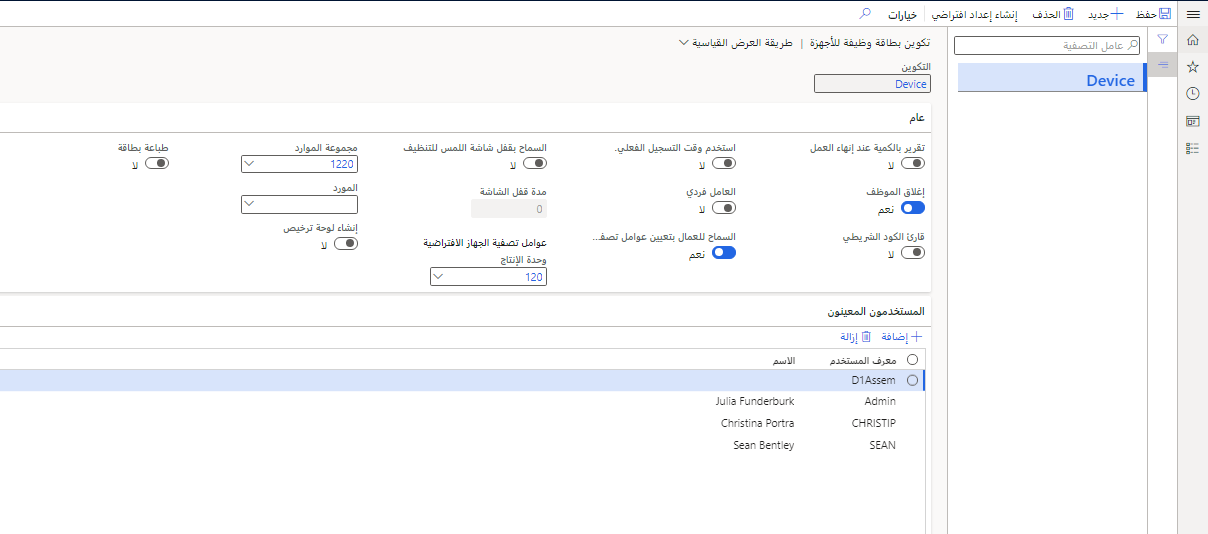 حفظ
جديد
الحذف
إنشاء إعداد افتراضي
خيارات
عامل التصفية
Device
تكوين بطاقة وظيفة للأجهزة | طريقة العرض القياسية
التكوين
Device
عام
تقرير بالكمية عند إنهاء العمل
لا
إغلاق الموظف
نعم
قارئ الكود الشريطي
لا
استخدم وقت التسجيل الفعلي.
لا
العامل فردي
لا
السماح للعمال بتعيين عوامل تصف...
نعم
السماح بقفل شاشة اللمس للتنظيف
لا
مدة قفل الشاشة
0
عوامل تصفية الجهاز الافتراضية
وحدة الإنتاج
120
مجموعة الموارد
1220
المورد
إنشاء لوحة ترخيص
لا
طباعة بطاقة
لا
المستخدمون المعينون
إضافة
إزالة
معرف المستخدم الاسم
D1Assem
Admin Julia Funderburk
CHRISTIP Christina Portra
SEAN Sean Bentley